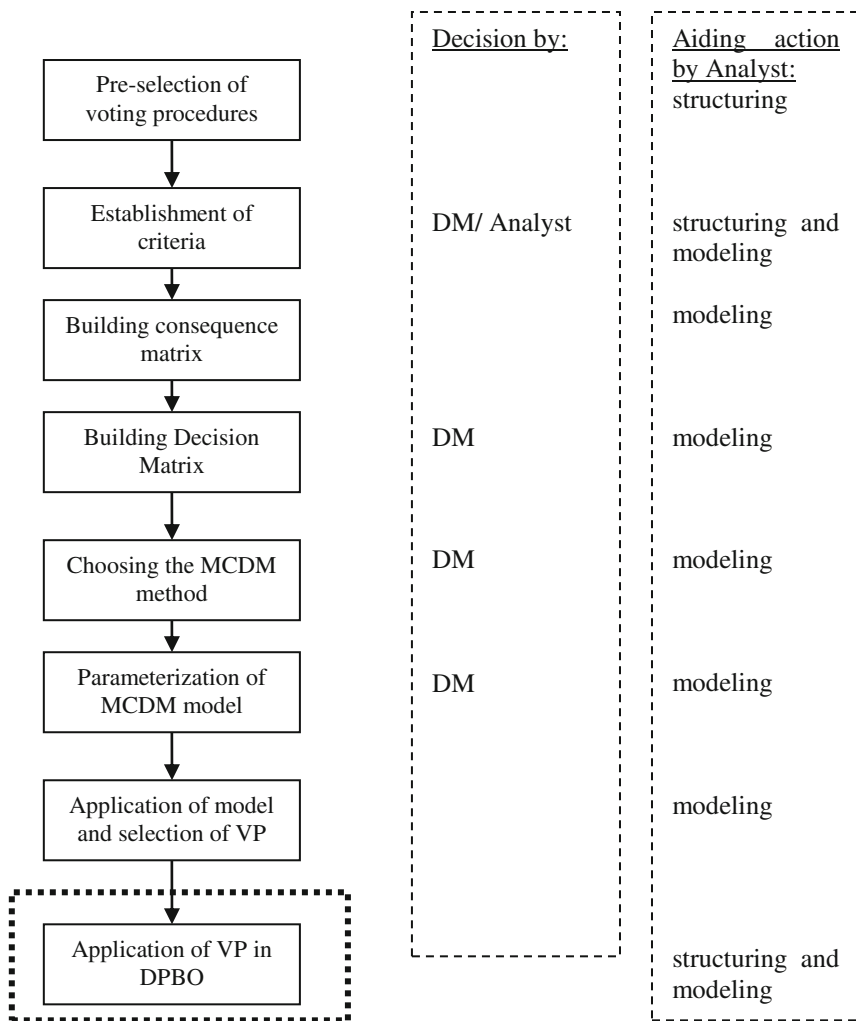 Pre-selection of
voting procedures
Establishment of
criteria
Building consequence
matrix
Building Decision
Matrix
Choosing the MCDM
method
Parameterization of
MCDM model
Application of model
and selection of VP
Application of VP in
DPBO
Decision by:
DM/ Analyst
DM
DM
DM
Aiding action
by Analyst:
structuring
structuring and
modeling
modeling
modeling
modeling
modeling
modeling
structuring and
modeling